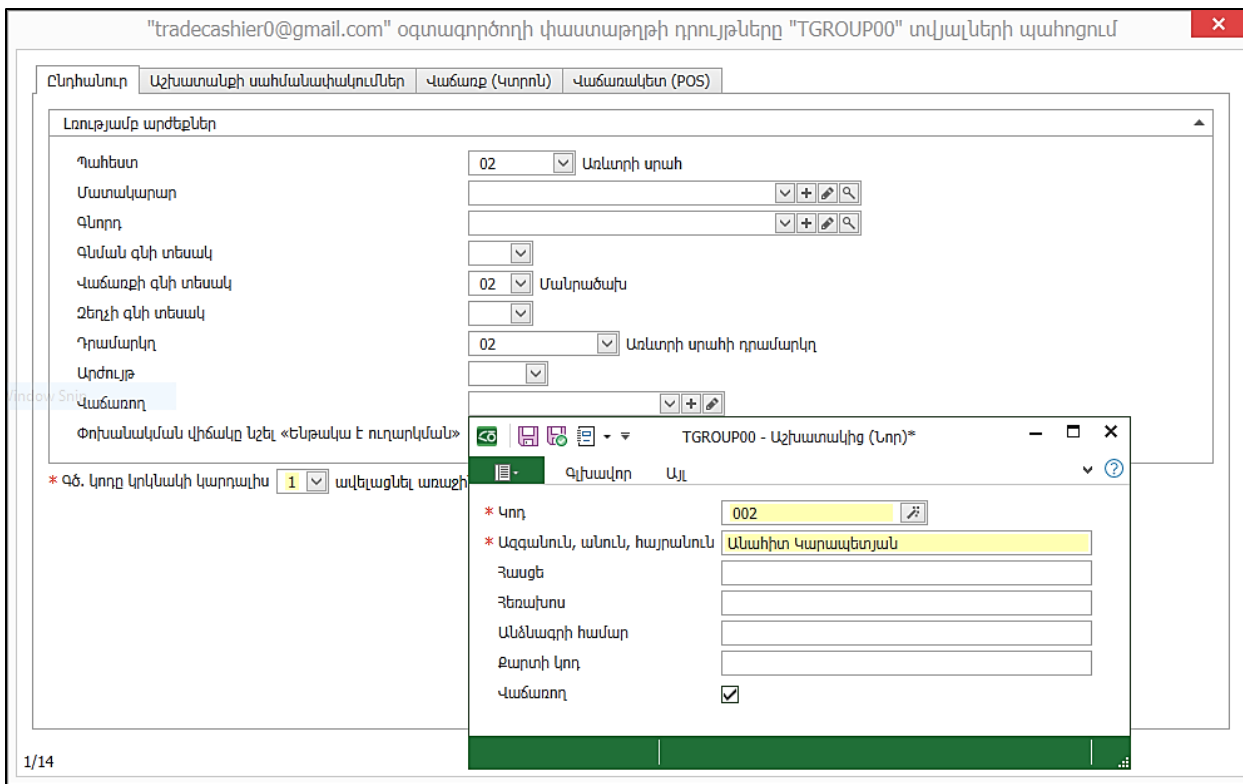 "tradecashier0@gmail.com" օգտագործողի փաստաթղթի դրույթները "TGROUP00" տվյալների պահոցում
Ընդհանուր Աշխատանքի սահմանափակումներ Վաճառք (Կտրոն) Վաճառակետ (POS)
Լռությամբ արժեքներ
Պահեստ 02 Առևտրի սրահ
Մատակարար
Գնորդ
Գնման գնի տեսակ
Վաճառքի գնի տեսակ 02 Մանրածախ
Զեղչի գնի տեսակ
Դրամարկղ 02 Առևտրի սրահի դրամարկղ
Արժույթ
Window Snip
Վաճառող
Փոխանակման վիճակը նշել «Ենթակա է ուղարկման»
* Գծ. կոդը կրկնակի կարդալիս 1 ավելացնել առաջին
TGROUP00 - Աշխատակից (Նոր)*
Գլխավոր Այլ
* Կոդ 002
* Ազգանուն, անուն, հայրանուն Անահիտ Կարապետյան
Հասցե
Հեռախոս
Անձնագրի համար
Քարտի կոդ
Վաճառող
1/14